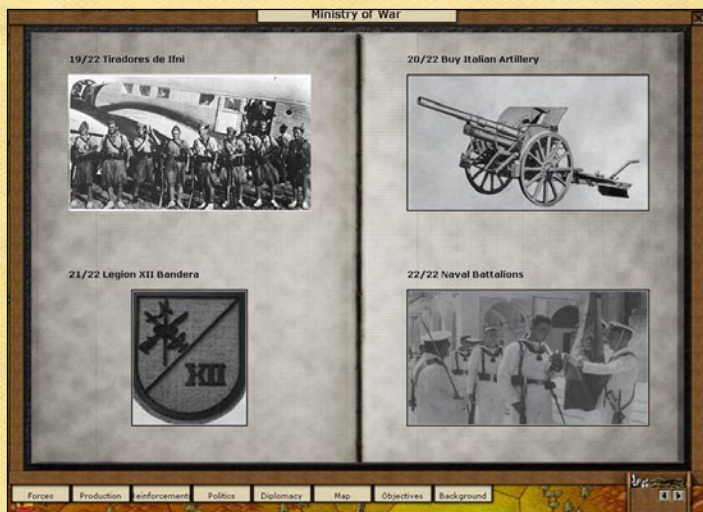 Ministry of War
19/22 Tiradores de Ifni
20/22 Buy Italian Artillery
21/22 Legion XII Bandera
XII
22/22 Naval Battalions
Forces
Production
Reinforcements
Politics
Diplomacy
Map
Objectives
Background